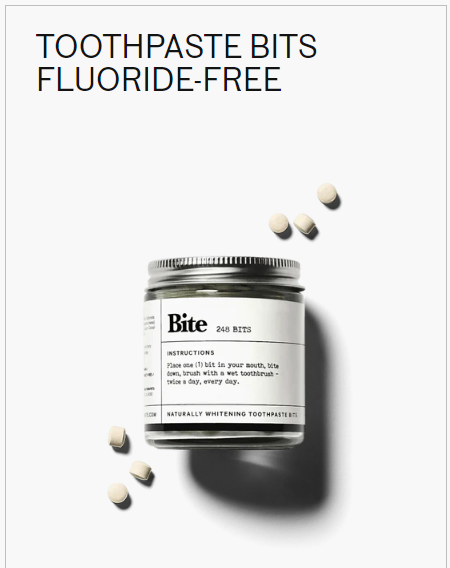 TOOTHPASTE BITS
FLUORIDE-FREE
Bite 248 BITS
INSTRUCTIONS
Place one (1) bit in your mouth, bite
down, brush with a wet toothbrush -
twice a day, every day.
NATURALLY WHITENING TOOTHPASTE BITS